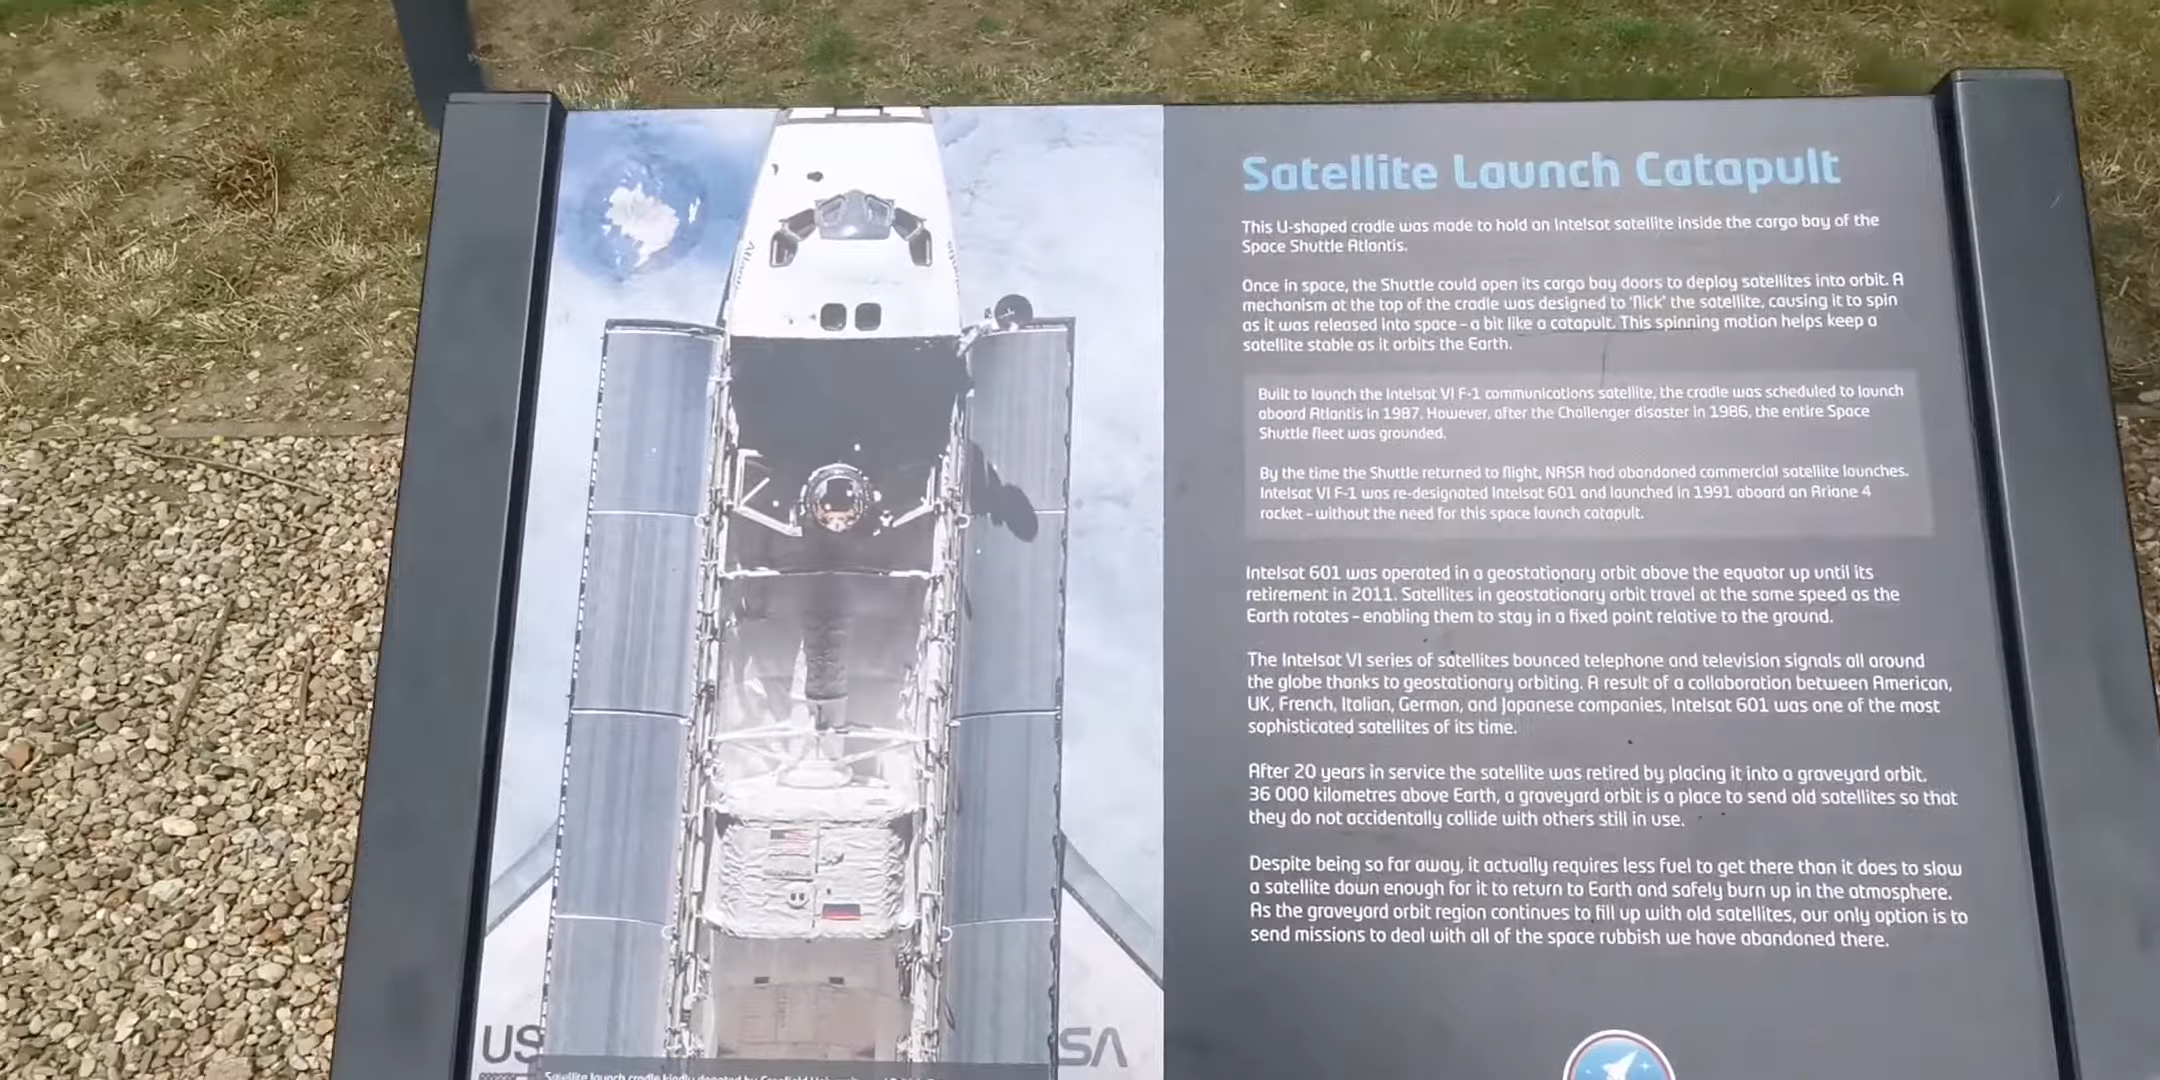 Satellite Launch Catapult
This U-shaped cradle was made to hold an Intelsat satellite inside the cargo bay of the
Space Shuttle Atlantis.
Once in space, the Shuttle could open its cargo bay doors to deploy satellites into orbit. A
mechanism at the top of the cradle was designed to 'flick' the satellite, causing it to spin
as it was released into space - a bit like a catapult. This spinning motion helps keep a
satellite stable as it orbits the Earth.
Built to launch the Intelsat VI F-1 communications satellite, the cradle was scheduled to launch
aboard Atlantis in 1987. However, after the Challenger disaster in 1986, the entire Space
Shuttle fleet was grounded.
By the time the Shuttle returned to flight, NASA had abandoned commercial satellite launches.
Intelsat VI F-1 was re-designated Intelsat 601 and launched in 1991 aboard an Ariane 4
rocket - without the need for this space launch catapult.
Intelsat 601 was operated in a geostationary orbit above the equator up until its
retirement in 2011. Satellites in geostationary orbit travel at the same speed as the
Earth rotates - enabling them to stay in a fixed point relative to the ground.
The Intelsat VI series of satellites bounced telephone and television signals all around
the globe thanks to geostationary orbiting. A result of a collaboration between American,
UK, French, Italian, German, and Japanese companies, Intelsat 601 was one of the most
sophisticated satellites of its time.
After 20 years in service the satellite was retired by placing it into a graveyard orbit.
36 000 kilometres above Earth, a graveyard orbit is a place to send old satellites so that
they do not accidentally collide with others still in use.
Despite being so far away, it actually requires less fuel to get there than it does to slow
a satellite down enough for it to return to Earth and safely burn up in the atmosphere.
As the graveyard orbit region continues to fill up with old satellites, our only option is to
send missions to deal with all of the space rubbish we have abandoned there.
Atlantis
US
SA
Satellite launch cradle kindly donated by Cranfield